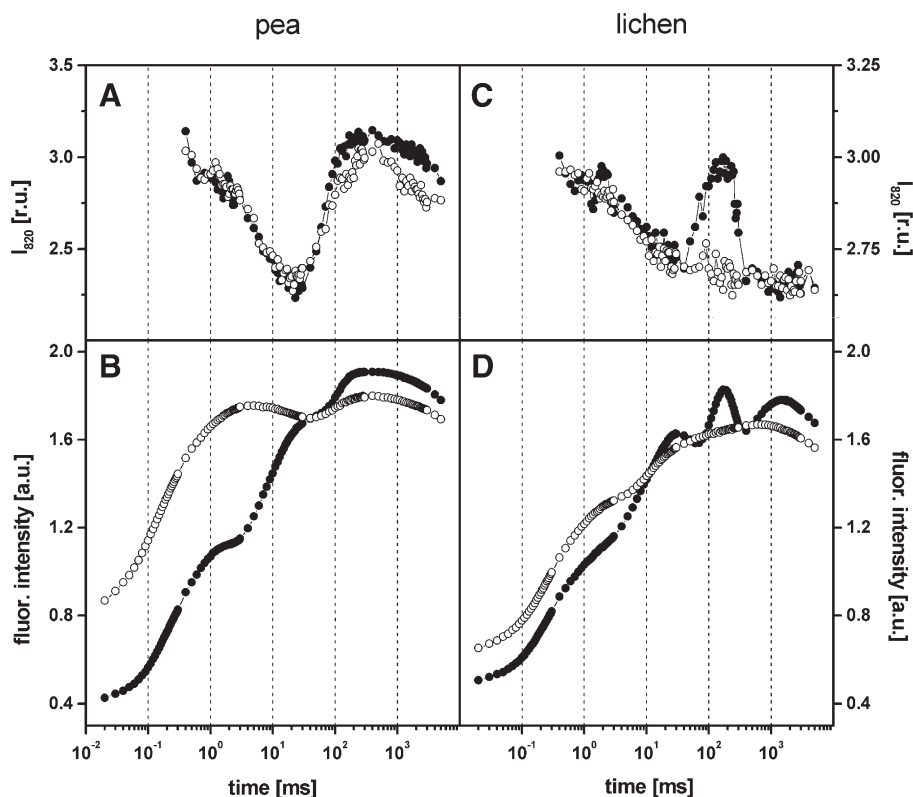 pea
lichen
A
C
B
D
I820 [r.u.]
3.5
3.0
2.5
3.25
3.00
2.75
I820 [r.u.]
fluor. intensity [a.u.]
2.0
1.6
1.2
0.8
0.4
2.0
1.6
1.2
0.8
0.4
fluor. intensity [a.u.]
10-2 10-1 100 101 102 103
10-1 100 101 102 103
time [ms]
time [ms]